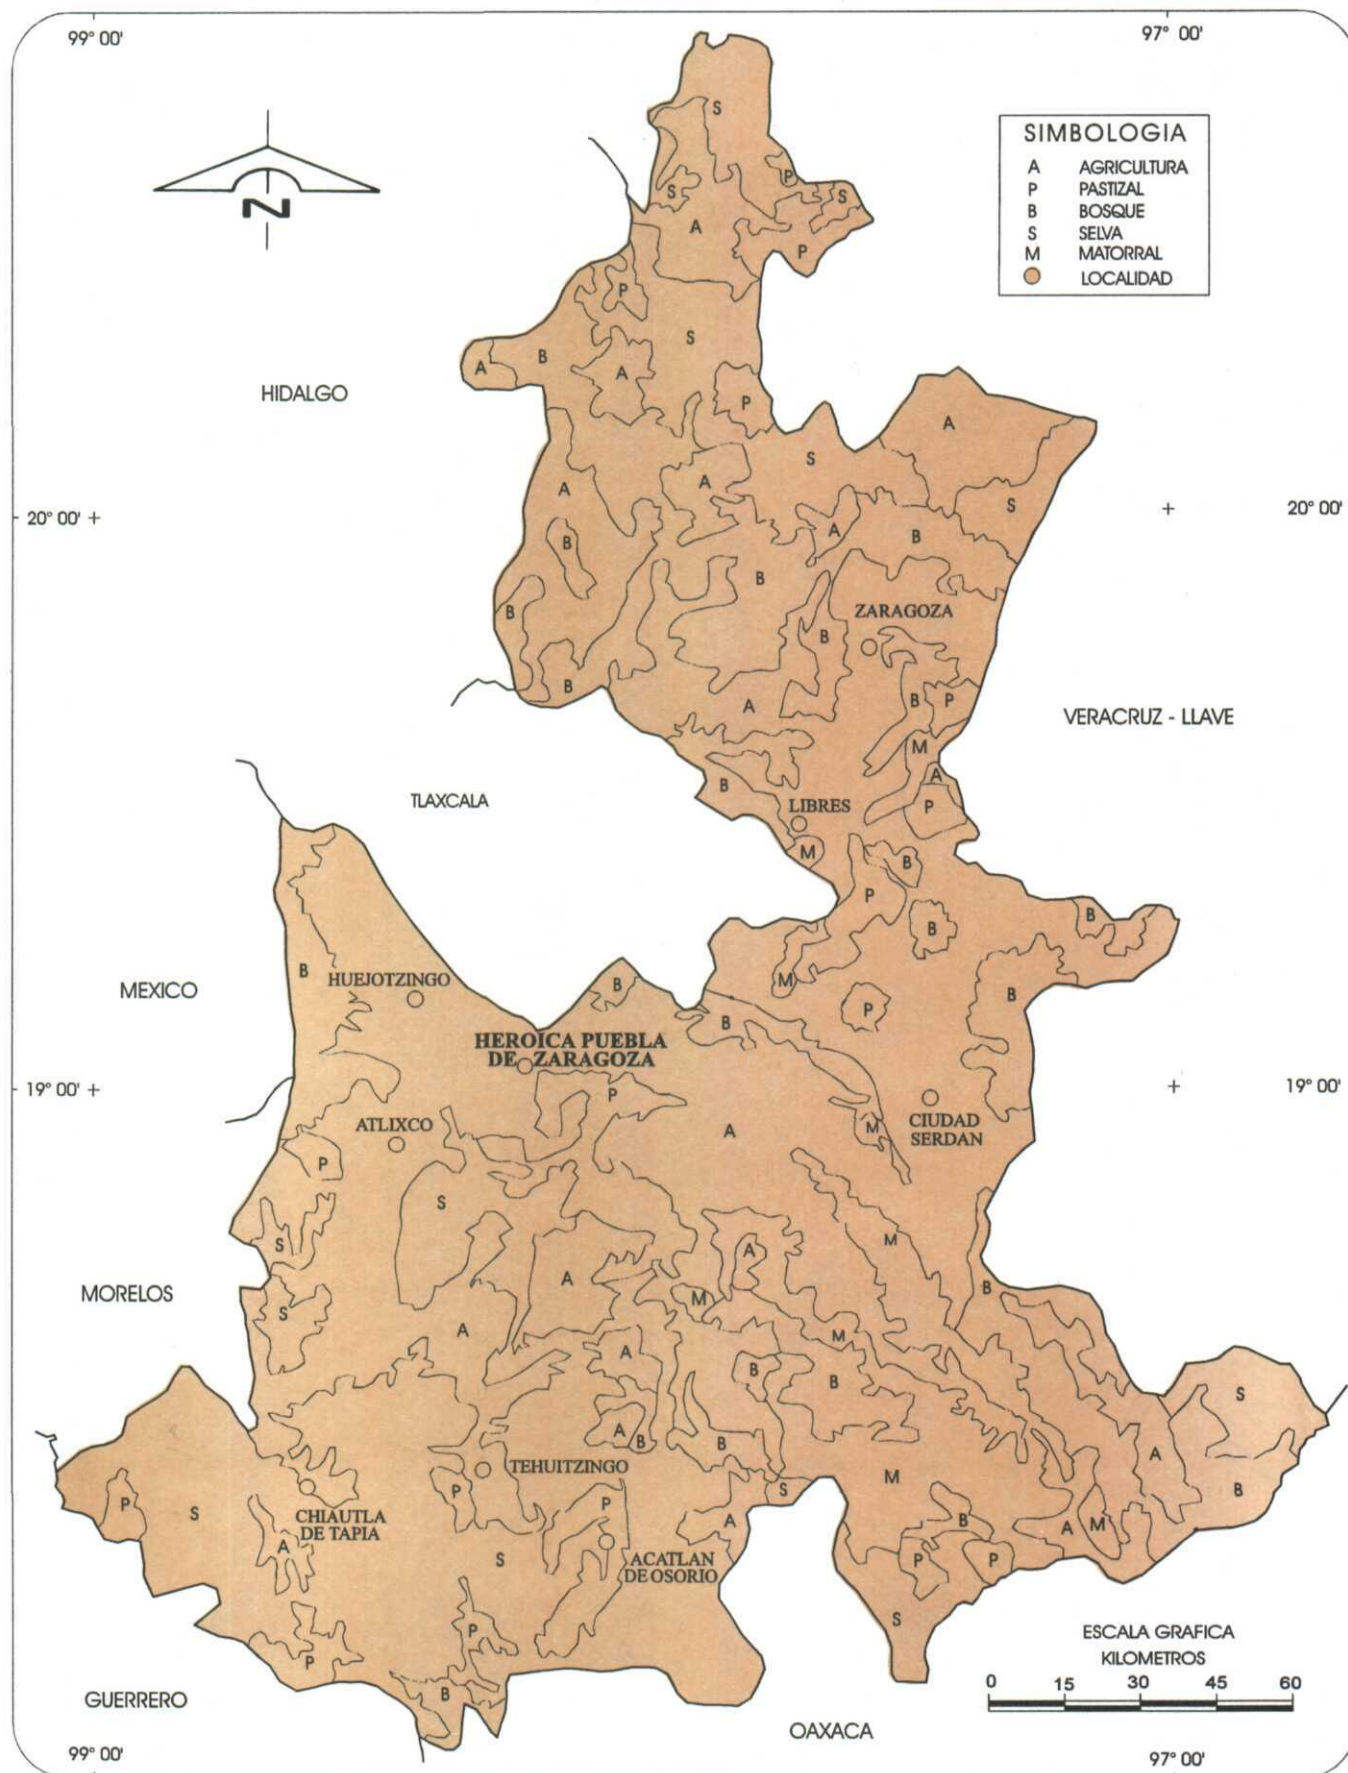 99° 00'
97° 00'
N
SIMBOLOGIA
A AGRICULTURA
P PASTIZAL
B BOSQUE
S SELVA
M MATORRAL
LOCALIDAD
S
P
S
S
A
P
P
S
B
A
A
HIDALGO
P
A
S
A
A
S
20° 00'
20° 00'
A
B
B
B
ZARAGOZA
B
B
B
A
B
P
VERACRUZ - LLAVE
M
A
B
P
TLAXCALA
LIBRES
M
B
P
B
B
B
MEXICO
HUEJOTZINGO
B
M
B
P
B
HEROICA PUEBLA
DE ZARAGOZA
19° 00'
19° 00'
P
ATLIXCO
A
M
CIUDAD
SERDAN
P
S
S
A
M
MORELOS
S
A
M
B
A
M
A
B
B
S
A
B
B
A
TEHUITZINGO
M
P
S
P
P
B
S
CHIAUTLA
DE TAPIA
A
A
B
A
M
S
ACATLAN
DE OSORIO
P
P
P
S
P
B
ESCALA GRAFICA
KILOMETROS
0 15 30 45 60
GUERRERO
OAXACA
99° 00'
97° 00'